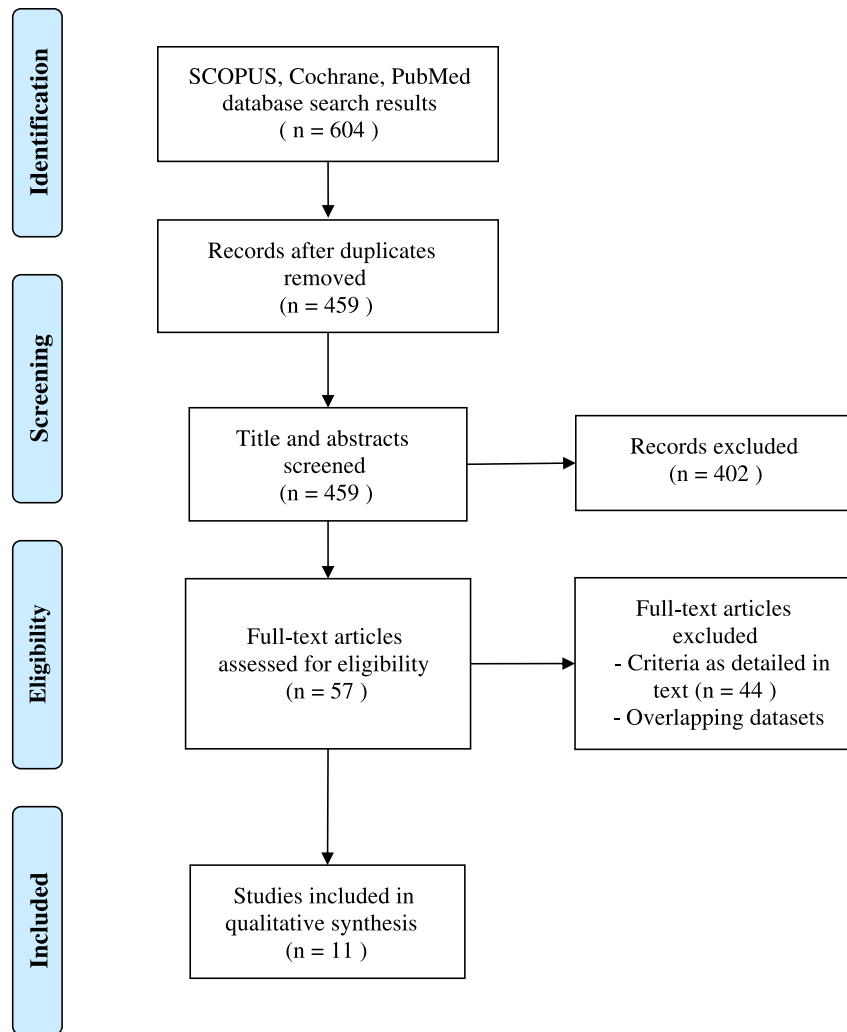 Identification
SCOPUS, Cochrane, PubMed
database search results
( n = 604 )
Records after duplicates
removed
(n = 459 )
Screening
Title and abstracts
screened
(n = 459 )
Records excluded
(n = 402 )
Eligibility
Full-text articles
assessed for eligibility
(n = 57 )
Full-text articles
excluded
- Criteria as detailed in
text (n = 44 )
- Overlapping datasets
Included
Studies included in
qualitative synthesis
(n = 11 )